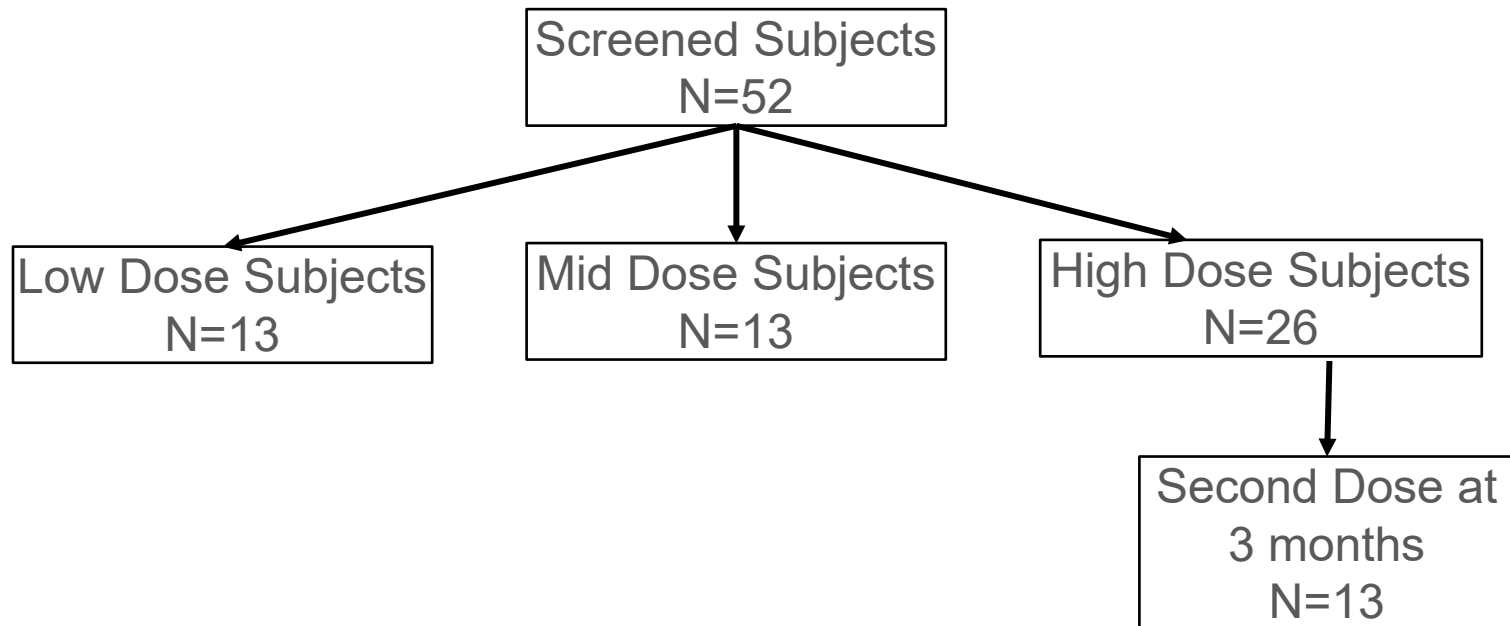 Screened Subjects
N=52
Low Dose Subjects
N=13
Mid Dose Subjects
N=13
High Dose Subjects
N=26
Second Dose at
3 months
N=13